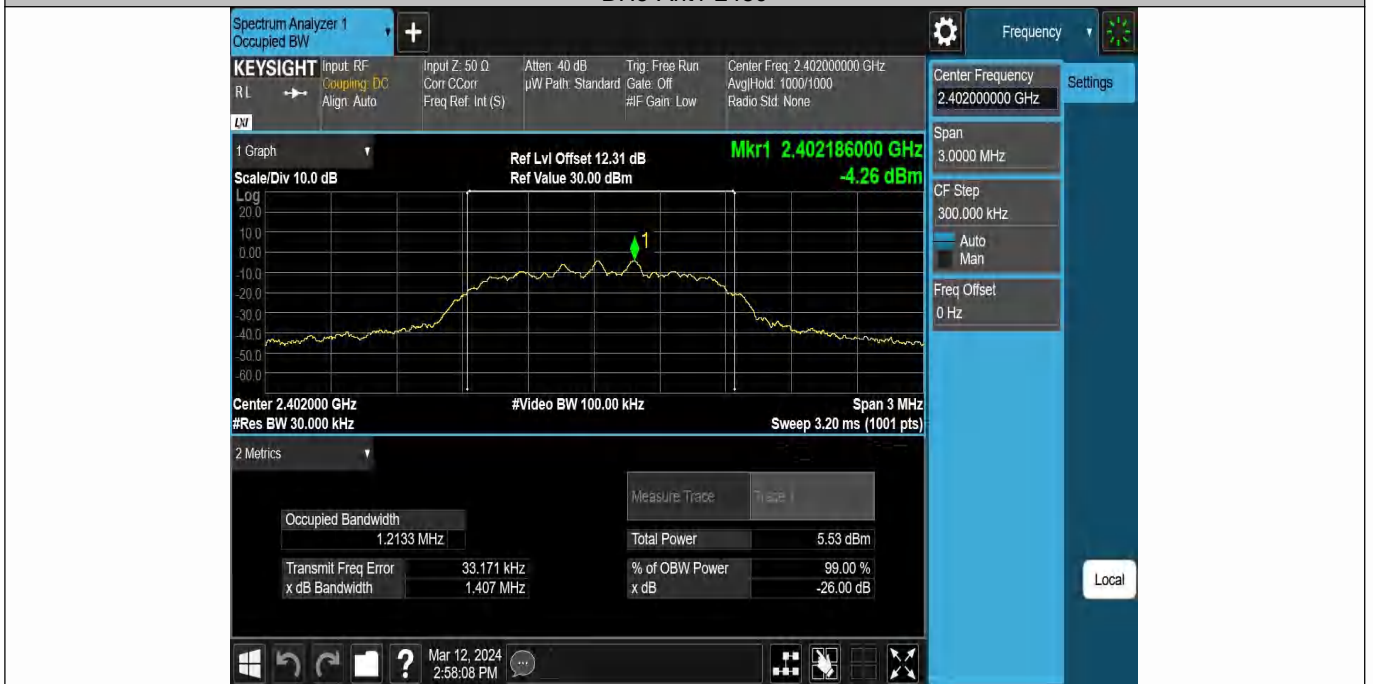 Spectrum Analyzer 1
Occupied BW
+
Frequency
KEYSIGHT
R L
LXI
Input: RF
Coupling: DC
Align: Auto
Input Z: 50 Ω
Corr CCorr
Freq Ref: Int (S)
Atten: 40 dB
µW Path: Standard
Trig: Free Run
Gate: Off
#IF Gain: Low
Center Freq: 2.402000000 GHz
Avg|Hold: 1000/1000
Radio Std: None
Center Frequency
2.402000000 GHz
Settings
Span
3.0000 MHz
CF Step
300.000 kHz
Auto
Man
Freq Offset
0 Hz
Local
1 Graph
Scale/Div 10.0 dB
Ref Lvl Offset 12.31 dB
Ref Value 30.00 dBm
Mkr1 2.402186000 GHz
-4.26 dBm
Log
20.0
10.0
0.00
-10.0
-20.0
-30.0
-40.0
-50.0
-60.0
1
Center 2.402000 GHz
#Video BW 100.00 kHz
Span 3 MHz
#Res BW 30.000 kHz
Sweep 3.20 ms (1001 pts)
2 Metrics
Measure Trace
Trace 1
Occupied Bandwidth
1.2133 MHz
Total Power
5.53 dBm
Transmit Freq Error
33.171 kHz
% of OBW Power
99.00 %
x dB Bandwidth
1.407 MHz
x dB
-26.00 dB
?
Mar 12, 2024
2:58:08 PM